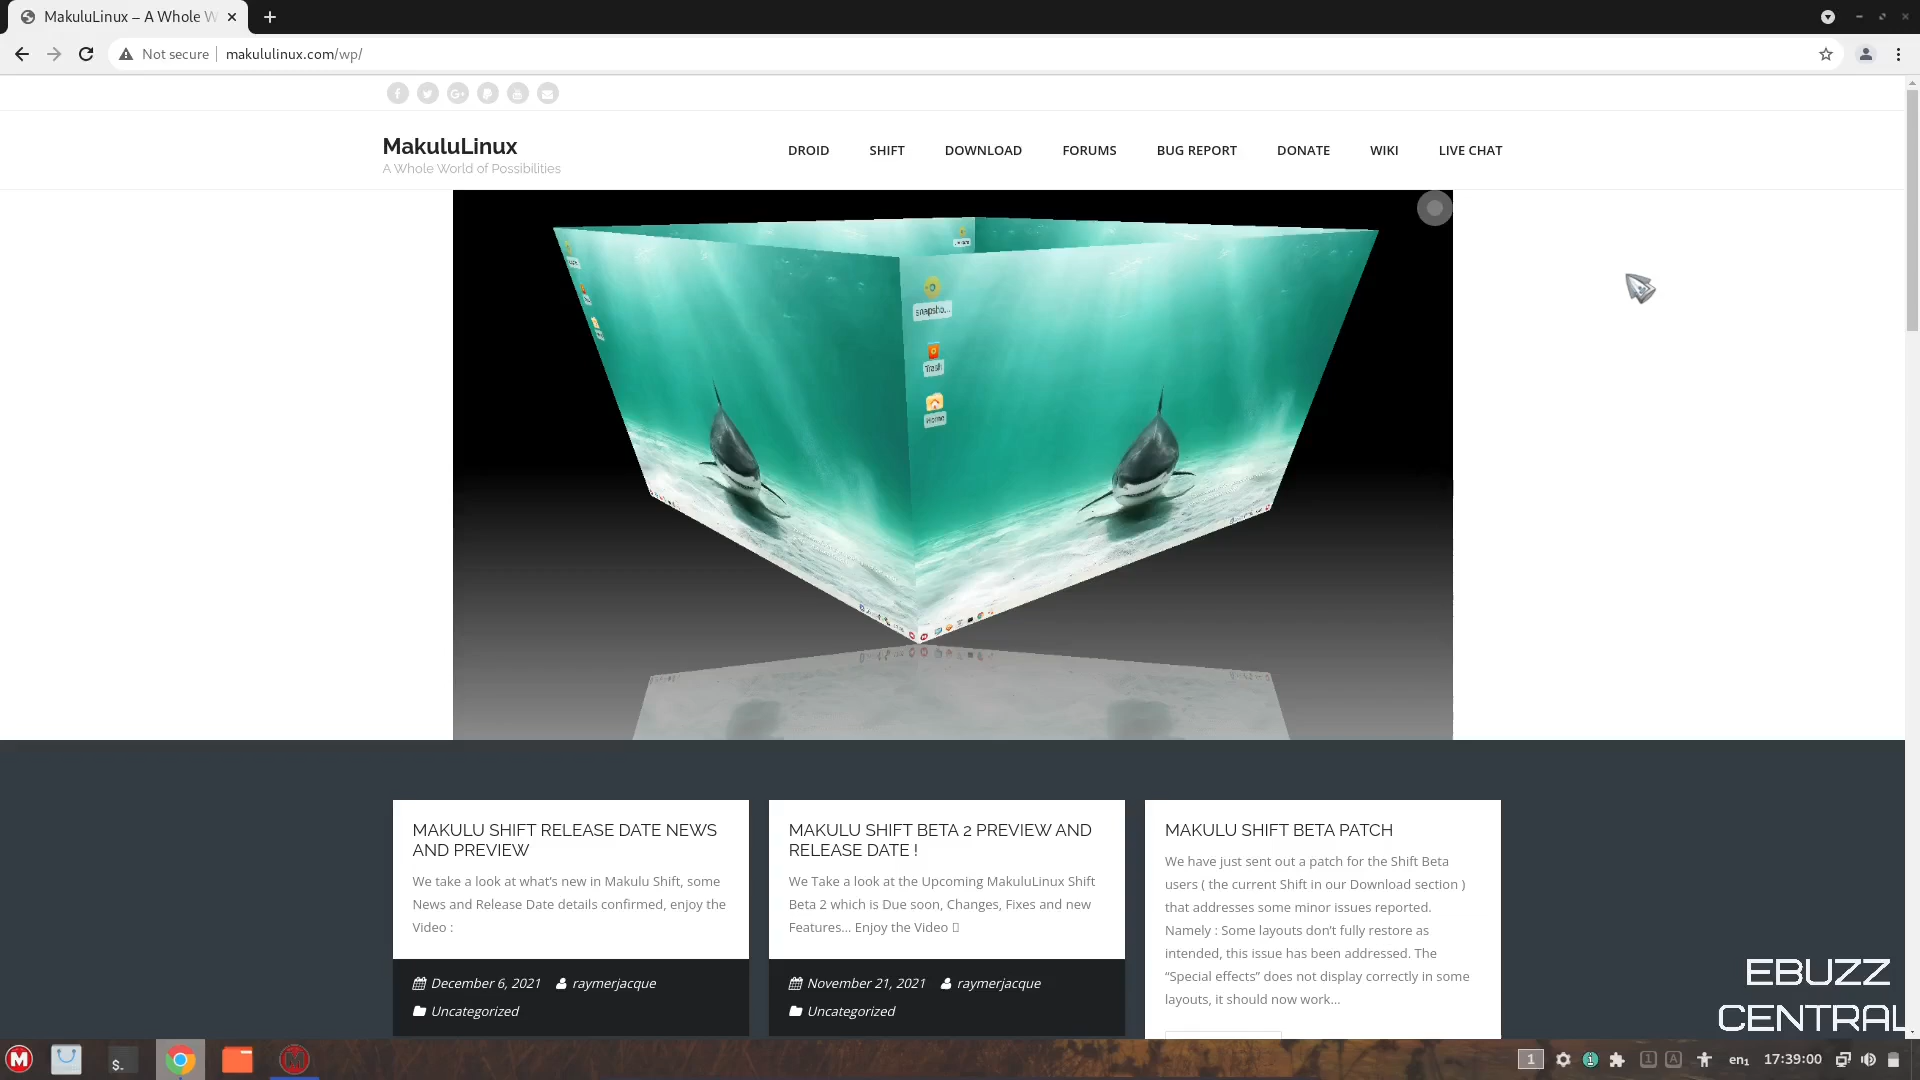 MakuluLinux – A Whole W
Not secure
makululinux.com/wp/
MakuluLinux
A Whole World of Possibilities
DROID
SHIFT
DOWNLOAD
FORUMS
BUG REPORT
DONATE
WIKI
LIVE CHAT
snapsho...
Trash
Home
MAKULU SHIFT RELEASE DATE NEWS
AND PREVIEW
We take a look at what’s new in Makulu Shift, some
News and Release Date details confirmed, enjoy the
Video :
December 6, 2021 raymerjacque
Uncategorized
MAKULU SHIFT BETA 2 PREVIEW AND
RELEASE DATE !
We Take a look at the Upcoming MakuluLinux Shift
Beta 2 which is Due soon, Changes, Fixes and new
Features… Enjoy the Video
November 21, 2021 raymerjacque
Uncategorized
MAKULU SHIFT BETA PATCH
We have just sent out a patch for the Shift Beta
users ( the current Shift in our Download section )
that addresses some minor issues reported.
Namely : Some layouts don’t fully restore as
intended, this issue has been addressed. The
“Special effects” does not display correctly in some
layouts, it should now work…
EBUZZ
CENTRAL
M
$_
M
1
1
A
en1
17:39:00